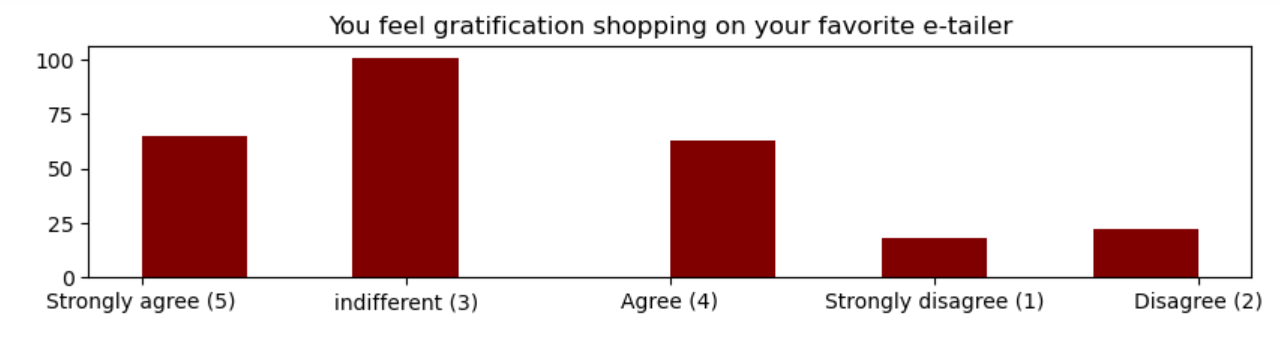 You feel gratification shopping on your favorite e-tailer
100
75
50
25
0
Strongly agree (5) indifferent (3) Agree (4) Strongly disagree (1) Disagree (2)